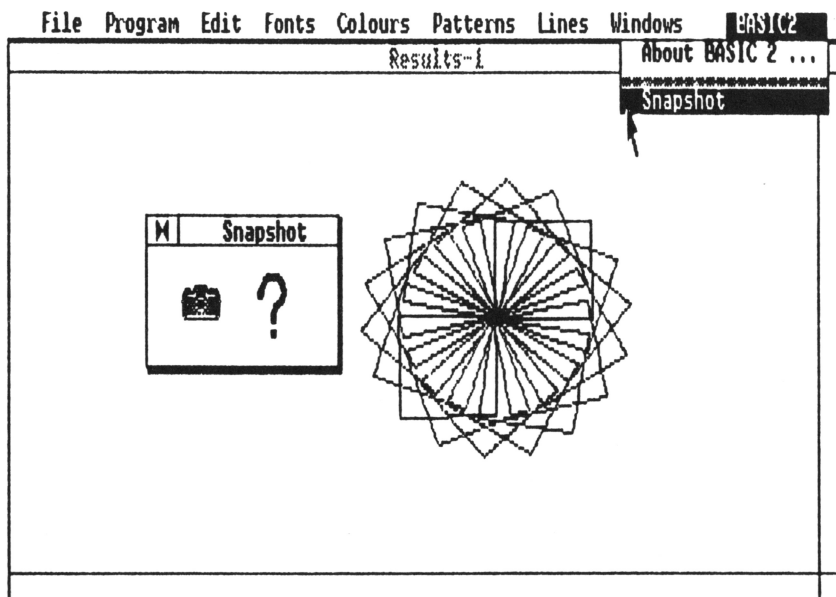 File Program Edit Fonts Colours Patterns Lines Windows BASIC2
Results-1
About BASIC 2 ...
Snapshot
Snapshot
?